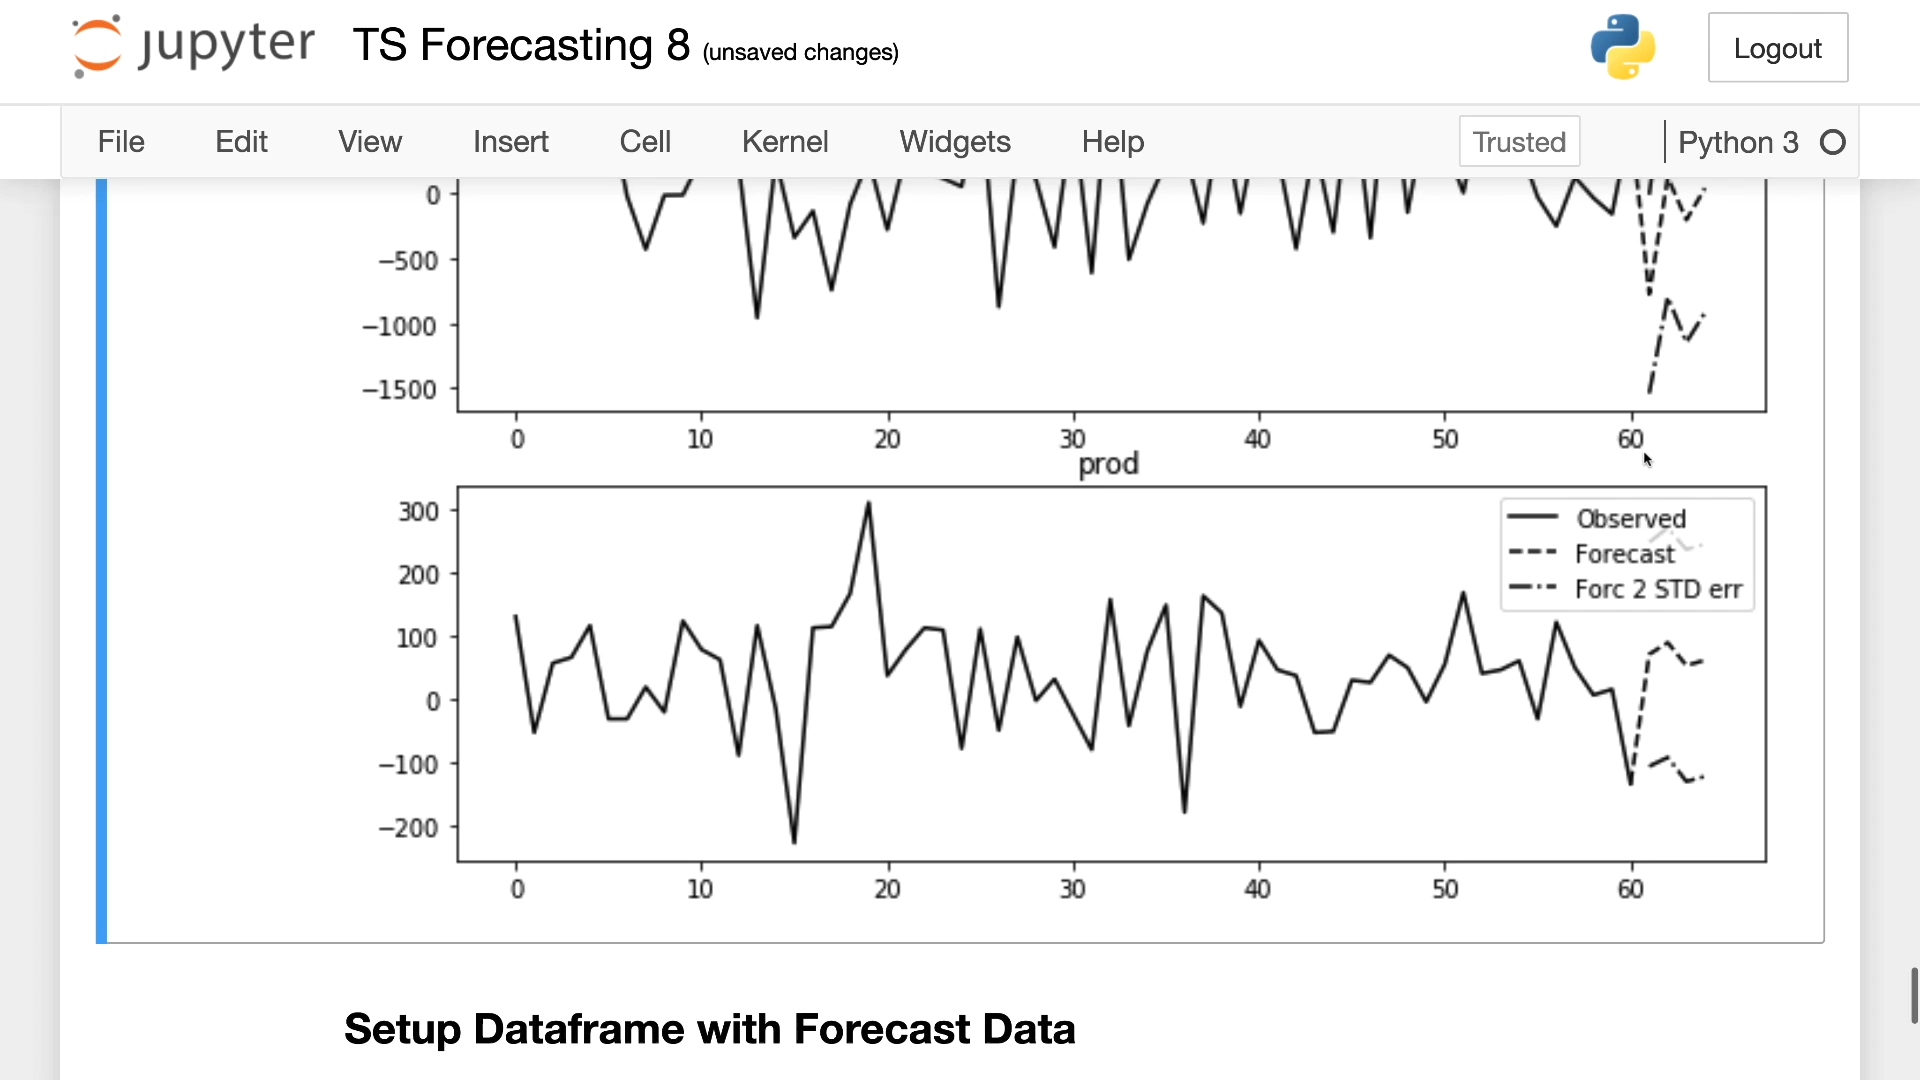 jupyter TS Forecasting 8 (unsaved changes) Logout
File Edit View Insert Cell Kernel Widgets Help Trusted Python 3
0
−500
−1000
−1500
0 10 20 30 40 50 60
prod
300
200
100
0
−100
−200
Observed
Forecast
Forc 2 STD err
0 10 20 30 40 50 60
Setup Dataframe with Forecast Data